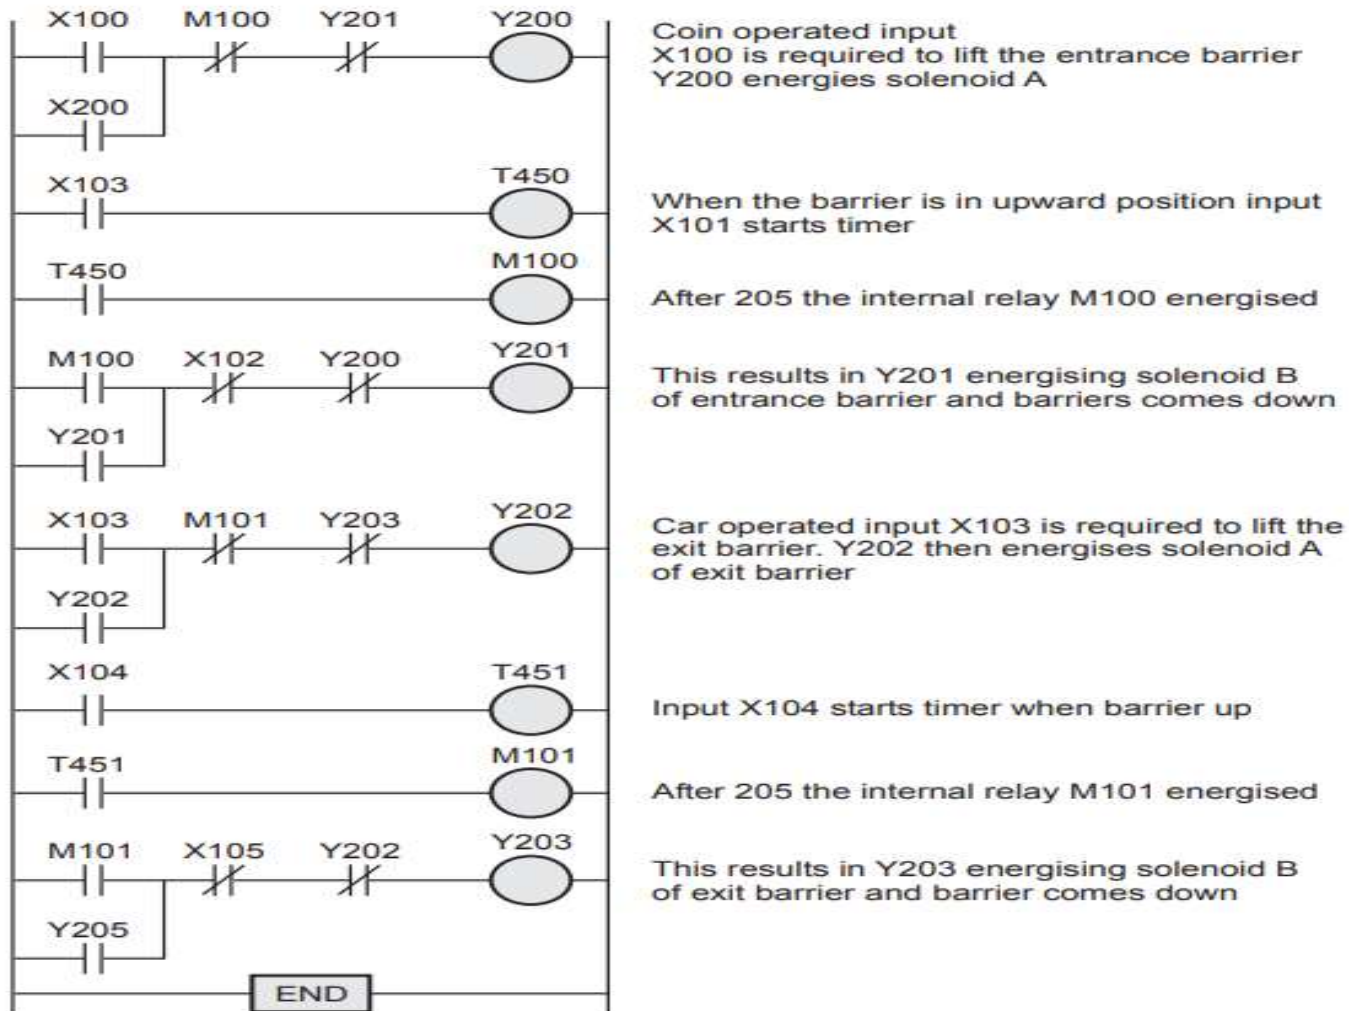 X100 M100 Y201 Y200
Coin operated input
X100 is required to lift the entrance barrier
Y200 energies solenoid A
X200
X103 T450
When the barrier is in upward position input
X101 starts timer
T450 M100
After 205 the internal relay M100 energised
M100 X102 Y200 Y201
This results in Y201 energising solenoid B
of entrance barrier and barriers comes down
Y201
X103 M101 Y203 Y202
Car operated input X103 is required to lift the
exit barrier. Y202 then energises solenoid A
of exit barrier
Y202
X104 T451
Input X104 starts timer when barrier up
T451 M101
After 205 the internal relay M101 energised
M101 X105 Y202 Y203
This results in Y203 energising solenoid B
of exit barrier and barrier comes down
Y205
END